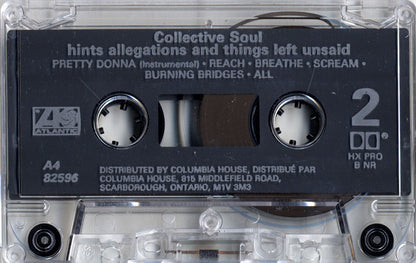 Collective Soul
hints allegations and things left unsaid
PRETTY DONNA (Instrumental) • REACH • BREATHE • SCREAM •
BURNING BRIDGES • ALL
ATLANTIC
2
HX PRO
B NR
A4
82596
DISTRIBUTED BY COLUMBIA HOUSE, DISTRIBUÉ PAR
COLUMBIA HOUSE, 815 MIDDLEFIELD ROAD,
SCARBOROUGH, ONTARIO, M1V 3M3